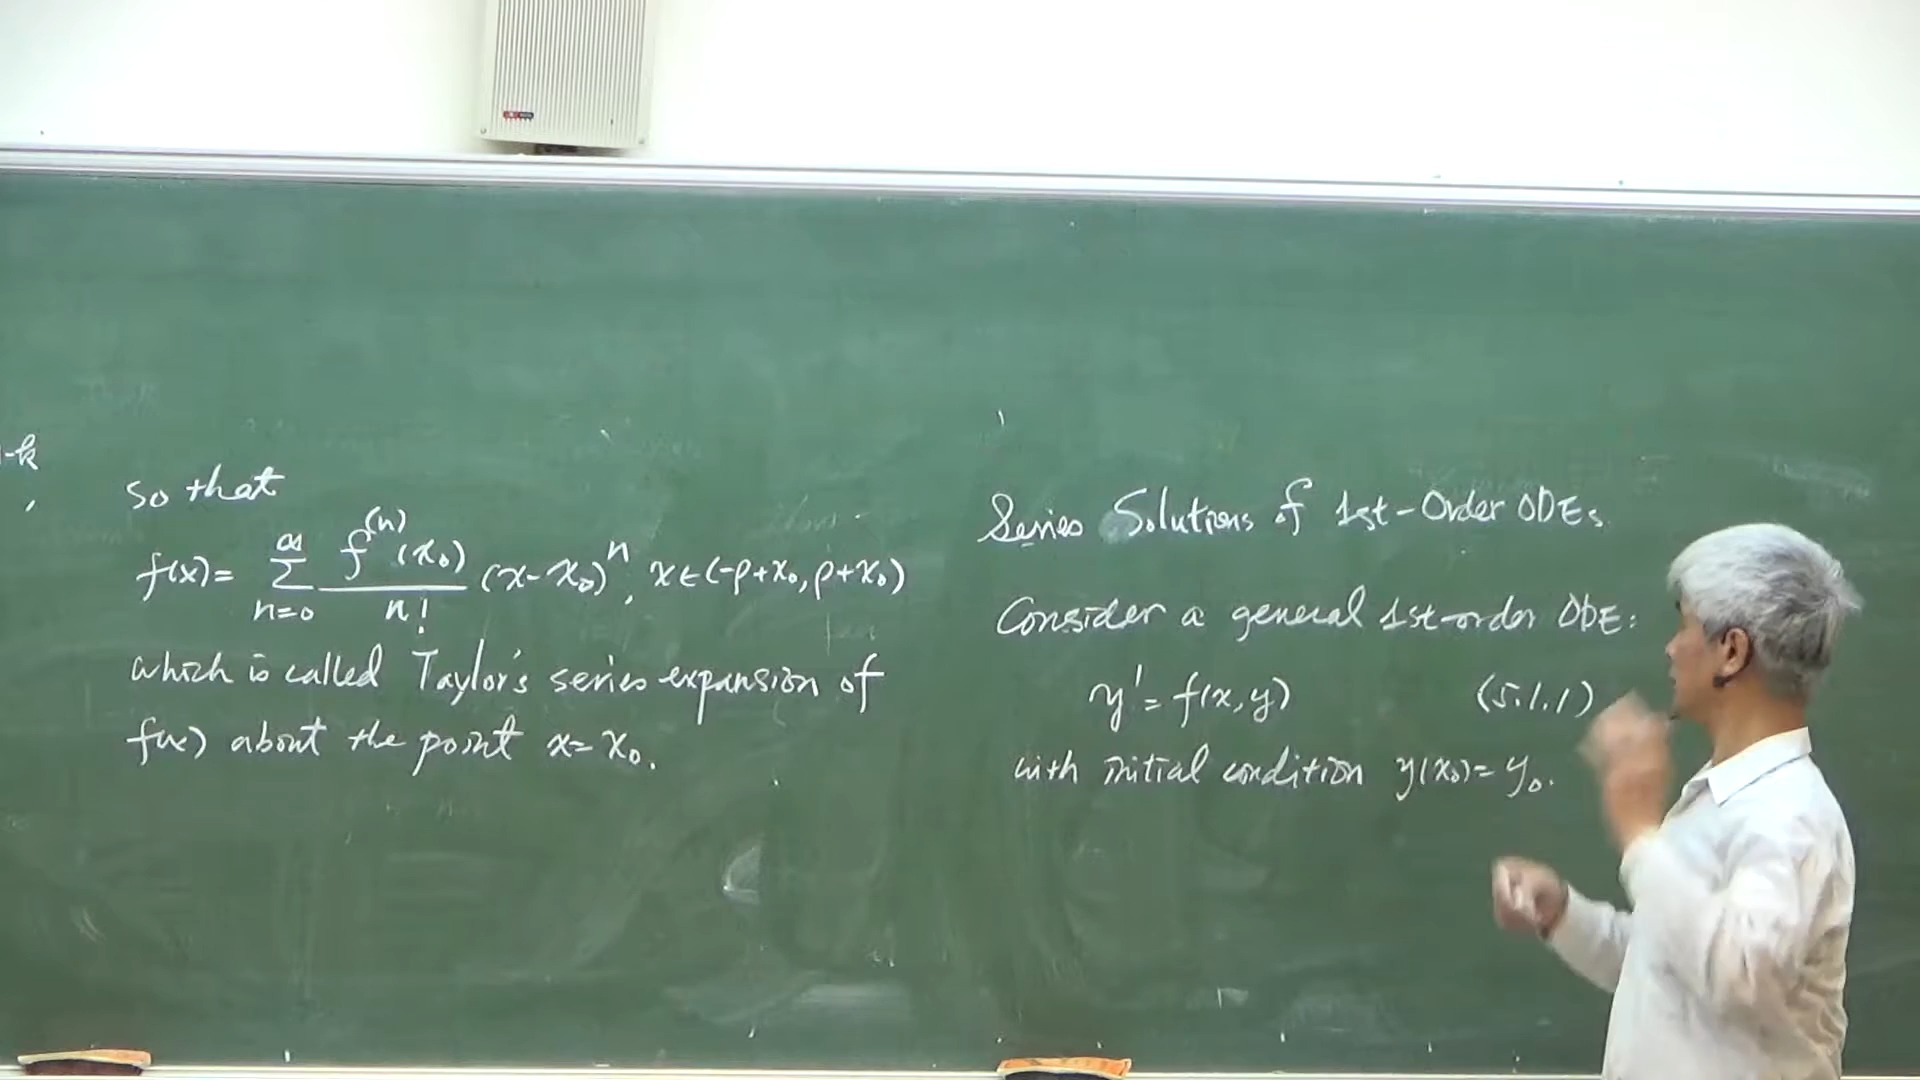 -k
,
so that
f(x) = ∞ Σ n=0 f^(n)(x₀) / n! (x-x₀)^n, x∈(-ρ+x₀, ρ+x₀)
which is called Taylor's series expansion of
f(x) about the point x=x₀.
Series Solutions of 1st-Order ODEs.
Consider a general 1st-order ODE:
y' = f(x,y) (5.1.1)
with initial condition y(x₀)=y₀.